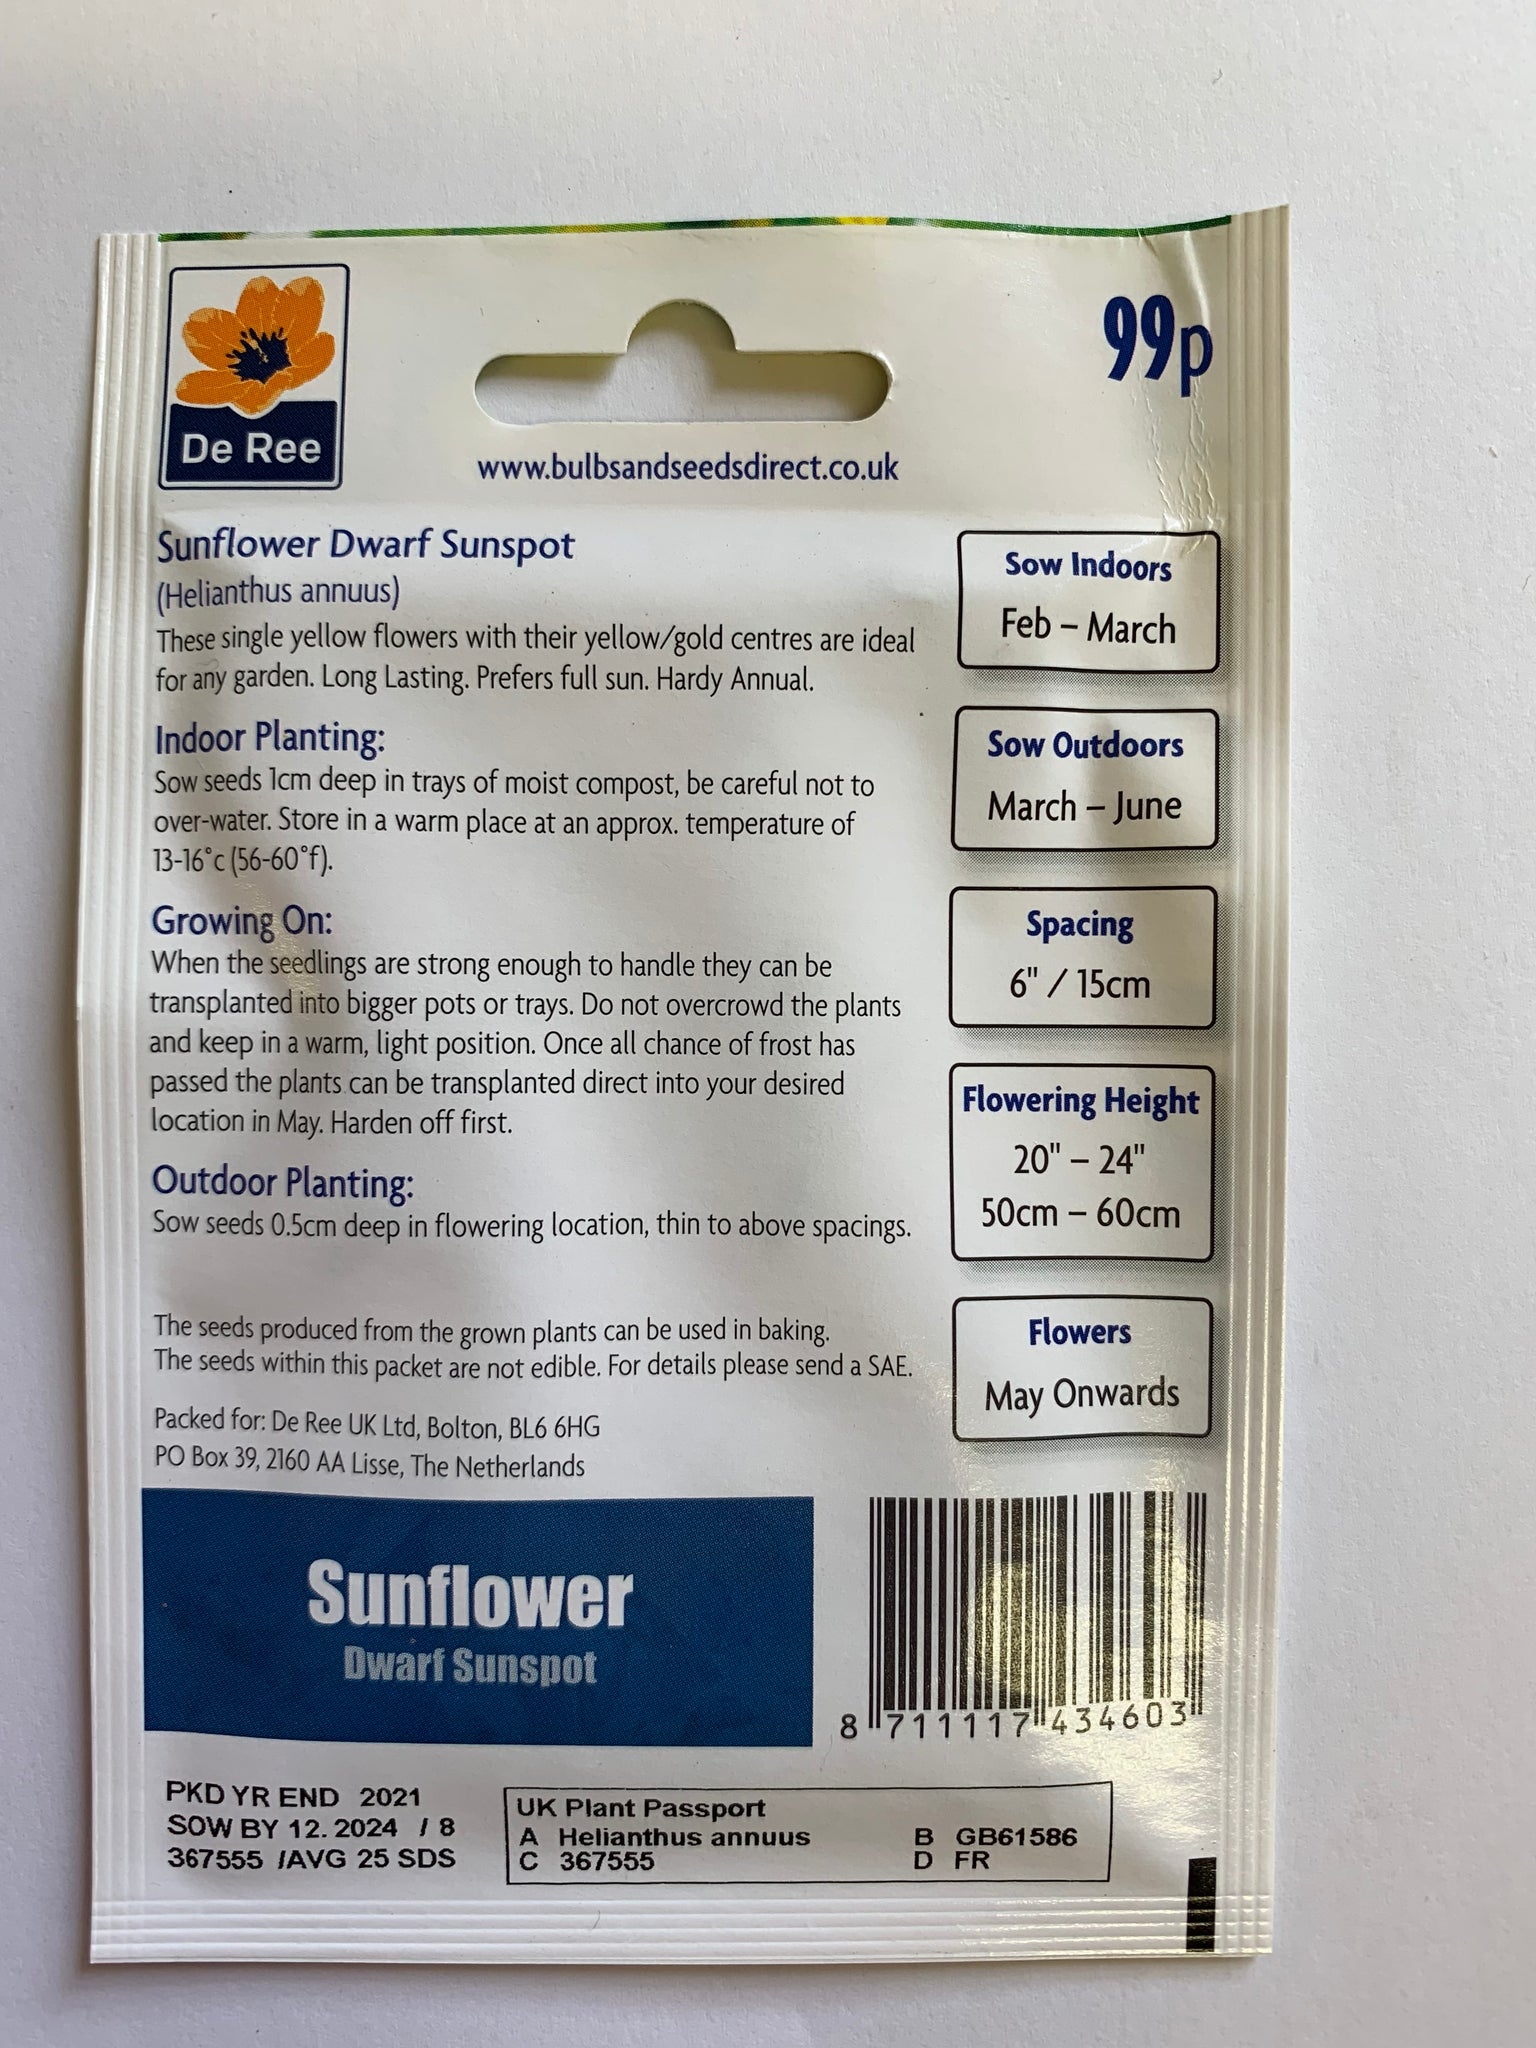 De Ree
99p
www.bulbsandseedsdirect.co.uk
Sunflower Dwarf Sunspot
(Helianthus annuus)
These single yellow flowers with their yellow/gold centres are ideal
for any garden. Long Lasting. Prefers full sun. Hardy Annual.
Indoor Planting:
Sow seeds 1cm deep in trays of moist compost, be careful not to
over-water. Store in a warm place at an approx. temperature of
13-16°c (56-60°f).
Growing On:
When the seedlings are strong enough to handle they can be
transplanted into bigger pots or trays. Do not overcrowd the plants
and keep in a warm, light position. Once all chance of frost has
passed the plants can be transplanted direct into your desired
location in May. Harden off first.
Outdoor Planting:
Sow seeds 0.5cm deep in flowering location, thin to above spacings.
The seeds produced from the grown plants can be used in baking.
The seeds within this packet are not edible. For details please send a SAE.
Packed for: De Ree UK Ltd, Bolton, BL6 6HG
PO Box 39, 2160 AA Lisse, The Netherlands
Sow Indoors
Feb – March
Sow Outdoors
March – June
Spacing
6" / 15cm
Flowering Height
20" – 24"
50cm – 60cm
Flowers
May Onwards
Sunflower
Dwarf Sunspot
8 711117 434603
PKD YR END 2021
SOW BY 12. 2024 / 8
367555 /AVG 25 SDS
UK Plant Passport
A Helianthus annuus B GB61586
C 367555 D FR